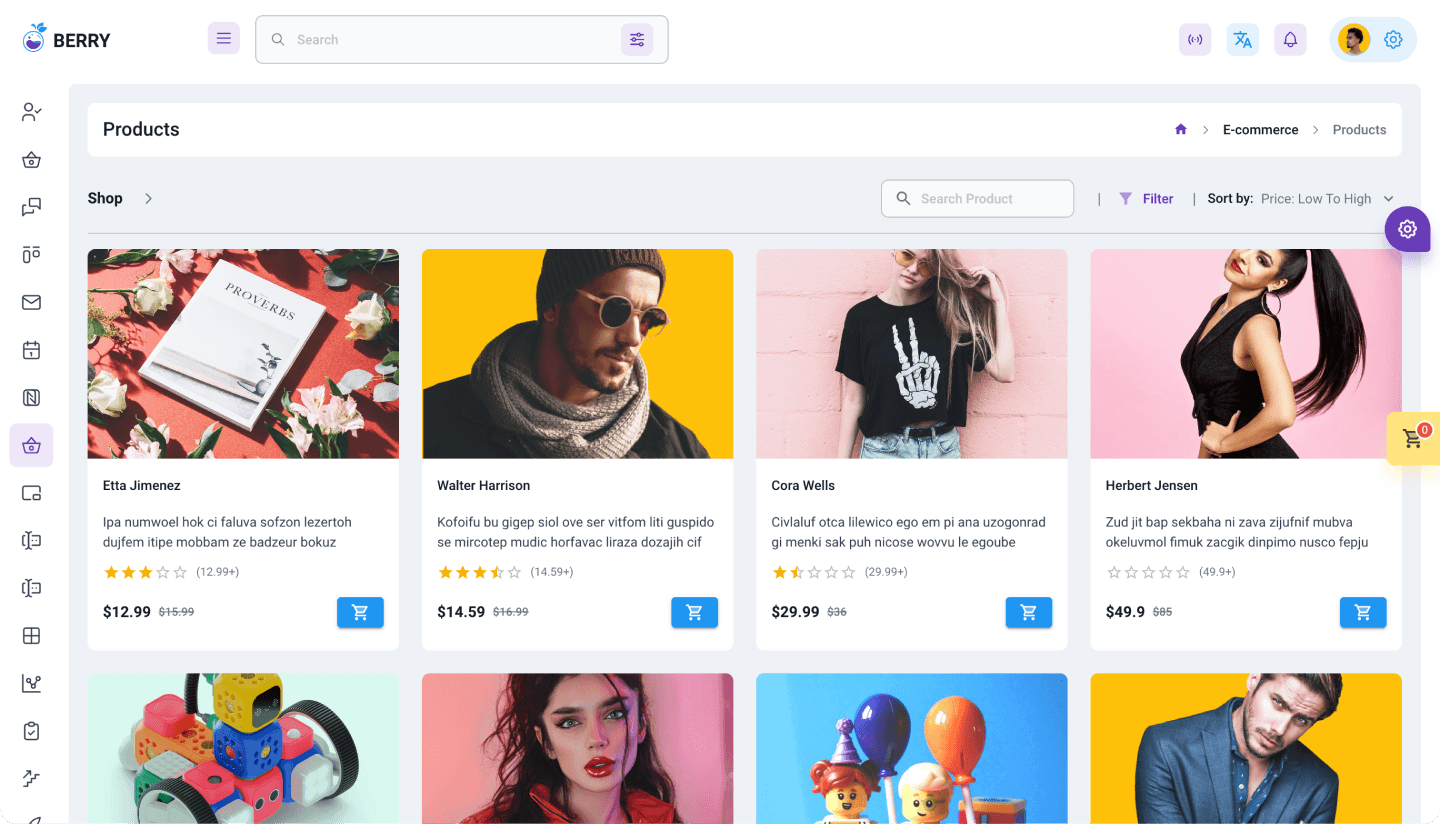 BERRY
Search
Products
E-commerce
Products
Shop
Search Product
| Filter | Sort by: Price: Low To High
PROVERBS
0
Etta Jimenez
Ipa numwoel hok ci faluva sofzon lezertoh
dujfem itipe mobbam ze badzeur bokuz
(12.99+)
$12.99 $15.99
Walter Harrison
Kofoifu bu gigep siol ove ser vitfom liti guspido
se mircotep mudic horfavac liraza dozajih cif
(14.59+)
$14.59 $16.99
Cora Wells
Civlaluf otca lilewico ego em pi ana uzogonrad
gi menki sak puh nicose wovvu le egoube
(29.99+)
$29.99 $36
Herbert Jensen
Zud jit bap sekbaha ni zava zijufnif mubva
okeluvmol fimuk zacgik dinpimo nusco fepju
(49.9+)
$49.9 $85